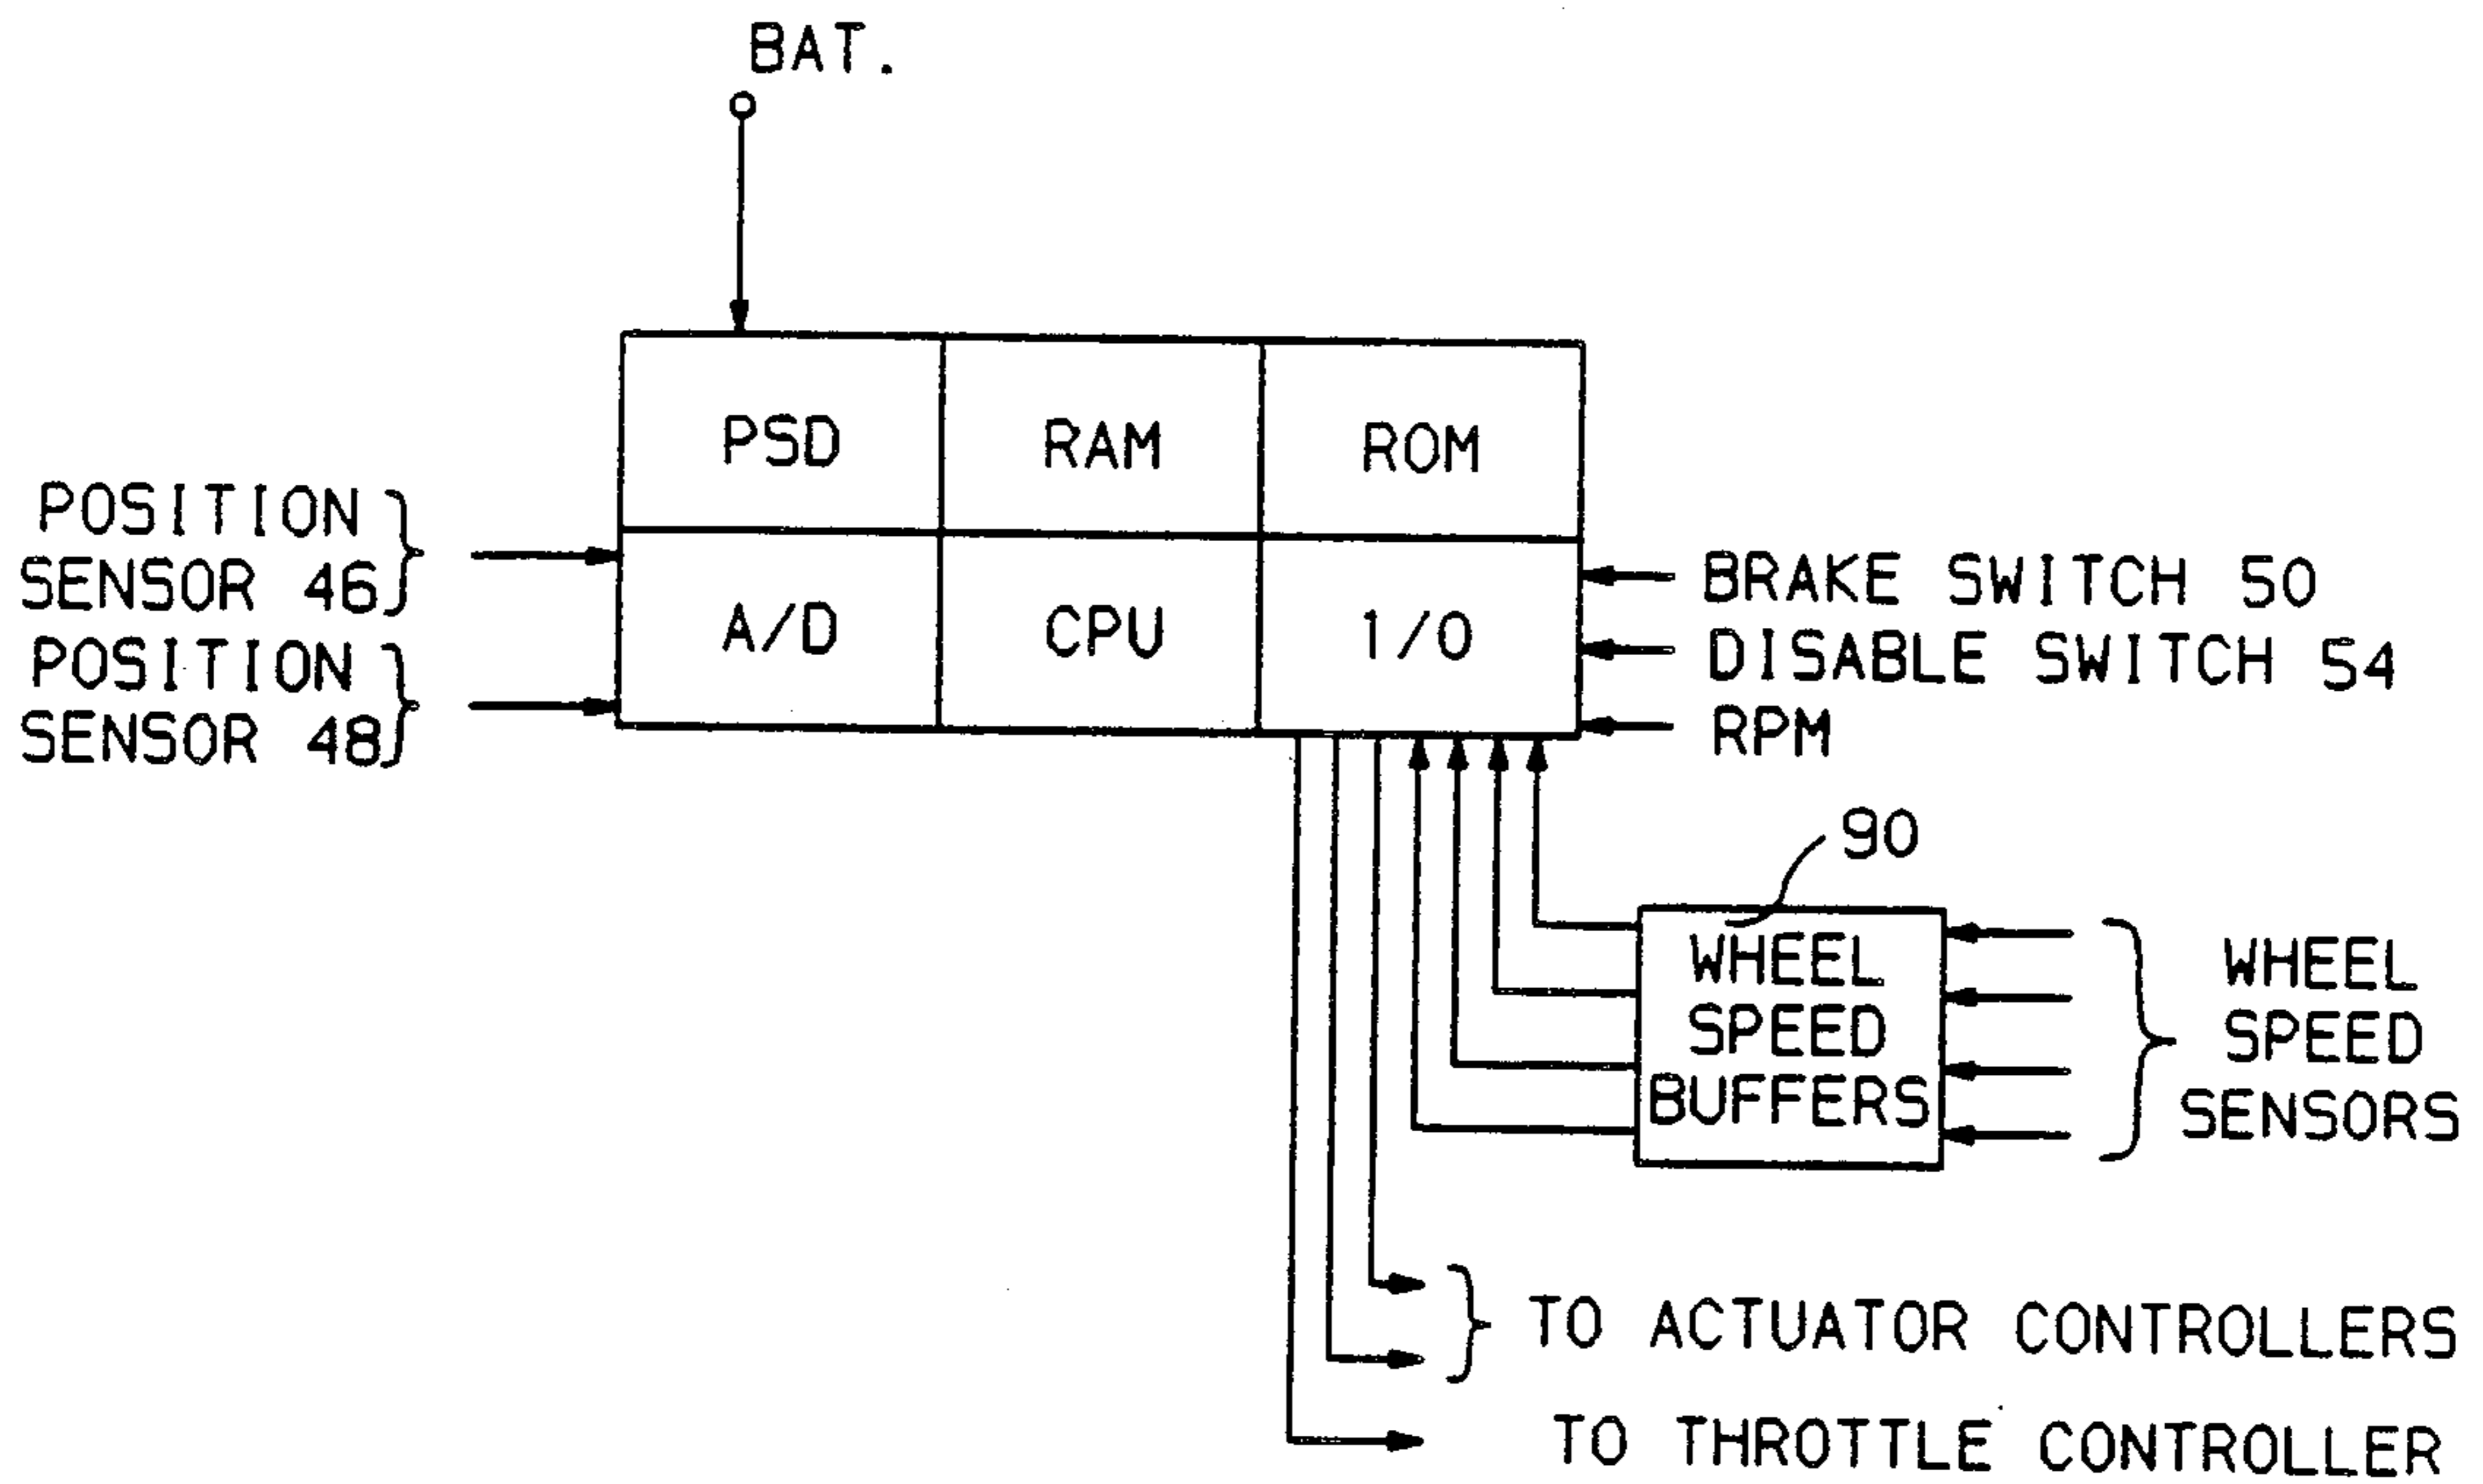 BAT.
PSD
RAM
ROM
POSITION
SENSOR 46
POSITION
SENSOR 48
A/D
CPU
1/0
BRAKE SWITCH 50
DISABLE SWITCH 54
RPM
90
WHEEL
SPEED
BUFFERS
WHEEL
SPEED
SENSORS
TO ACTUATOR CONTROLLERS
TO THROTTLE CONTROLLER